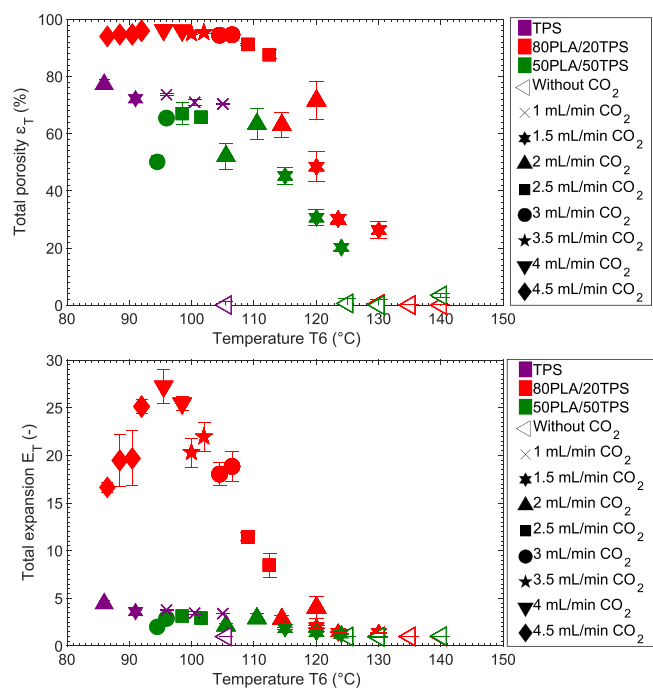 TPS
80PLA/20TPS
50PLA/50TPS
Without CO2
1 mL/min CO2
1.5 mL/min CO2
2 mL/min CO2
2.5 mL/min CO2
3 mL/min CO2
3.5 mL/min CO2
4 mL/min CO2
4.5 mL/min CO2
100
80
60
40
20
0
Total porosity εT (%)
80 90 100 110 120 130 140 150
Temperature T6 (°C)
TPS
80PLA/20TPS
50PLA/50TPS
Without CO2
1 mL/min CO2
1.5 mL/min CO2
2 mL/min CO2
2.5 mL/min CO2
3 mL/min CO2
3.5 mL/min CO2
4 mL/min CO2
4.5 mL/min CO2
30
25
20
15
10
5
0
Total expansion ET (-)
80 90 100 110 120 130 140 150
Temperature T6 (°C)